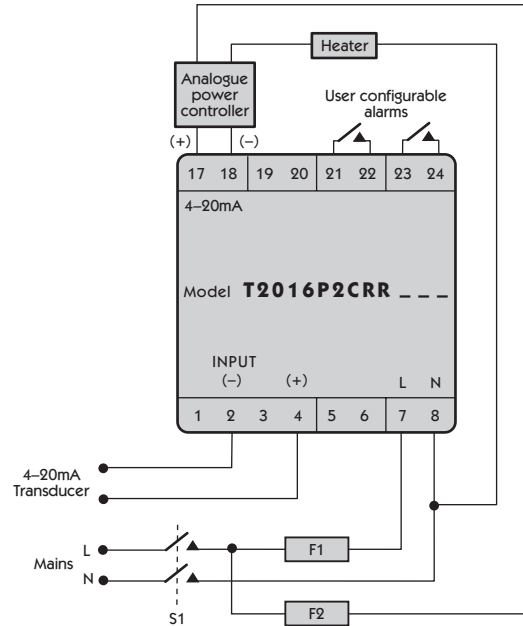 Heater
Analogue
power
controller
User configurable
alarms
(+) (–)
17 18 19 20 21 22 23 24
4–20mA
Model T2016P2CRR _ _ _
INPUT
(–) (+) L N
1 2 3 4 5 6 7 8
4–20mA
Transducer
L
Mains
N
F1
F2
S1